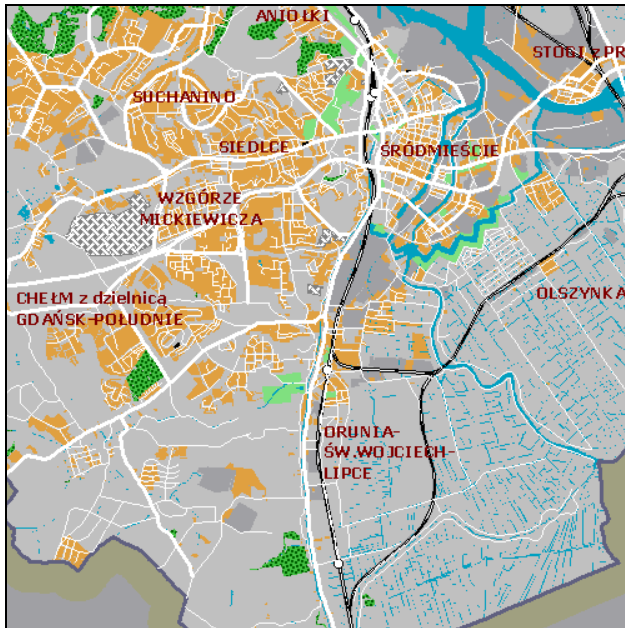 ANIOŁKI
STOGI z PR
SUCHANINO
SIEDLCE
ŚRÓDMIEŚCIE
WZGÓRZE
MICKIEWICZA
CHEŁM z dzielnicą
GDAŃSK-POŁUDNIE
OLSZYNKA
ORUNIA-
ŚW.WOJCIECH-
LIPCE